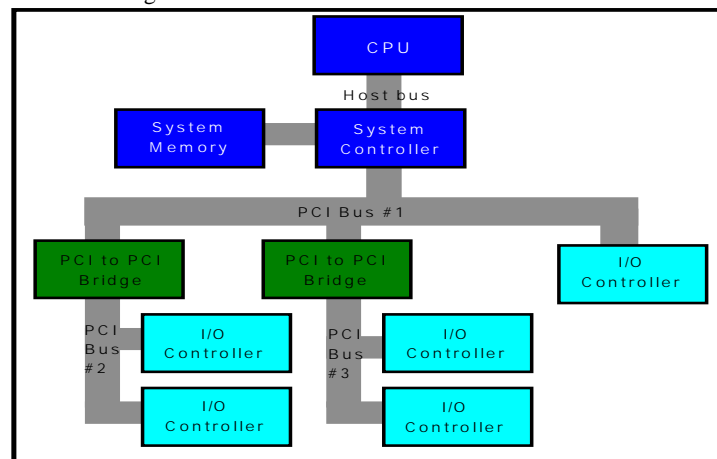 CPU
Host bus
System
Memory
System
Controller
PCI Bus #1
PCI to PCI
Bridge
PCI to PCI
Bridge
I/O
Controller
PCI
Bus
#2
I/O
Controller
I/O
Controller
PCI
Bus
#3
I/O
Controller
I/O
Controller